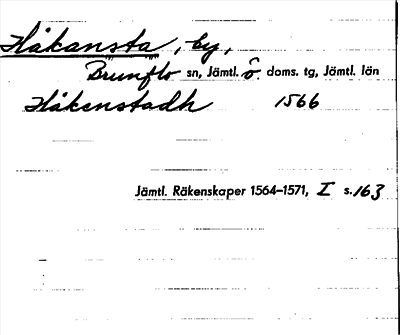 Håkansta, by,
Brunflo sn, Jämtl. ö. doms. tg, Jämtl. län
Håkenstadh 1566
Jämtl. Räkenskaper 1564–1571, I s. 163